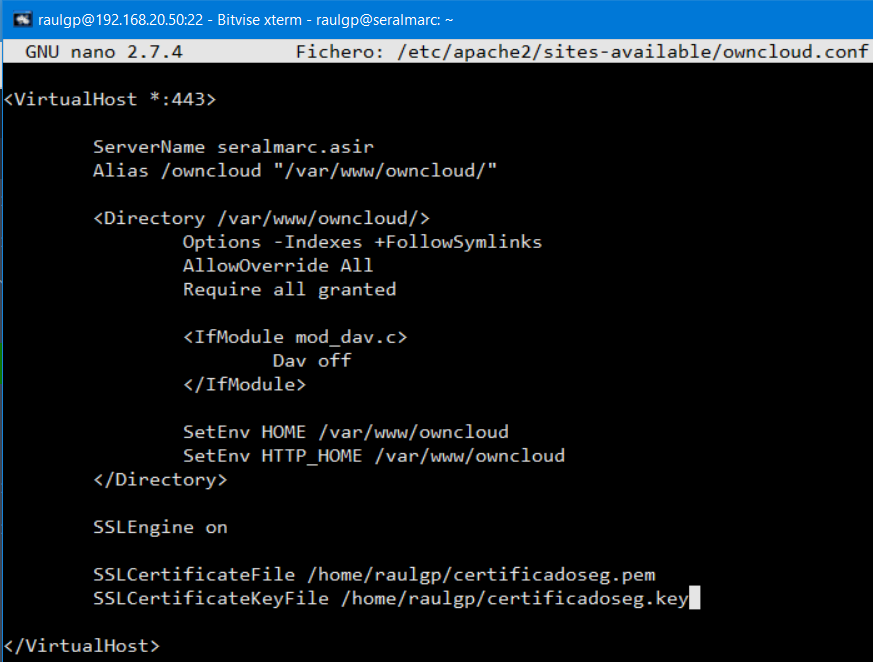 raulgp@192.168.20.50:22 - Bitvise xterm - raulgp@seralmarc: ~
GNU nano 2.7.4 Fichero: /etc/apache2/sites-available/owncloud.conf
<VirtualHost *:443>
ServerName seralmarc.asir
Alias /owncloud "/var/www/owncloud/"
<Directory /var/www/owncloud/>
Options -Indexes +FollowSymlinks
AllowOverride All
Require all granted
<IfModule mod_dav.c>
Dav off
</IfModule>
SetEnv HOME /var/www/owncloud
SetEnv HTTP_HOME /var/www/owncloud
</Directory>
SSLEngine on
SSLCertificateFile /home/raulgp/certificadoseg.pem
SSLCertificateKeyFile /home/raulgp/certificadoseg.key
</VirtualHost>